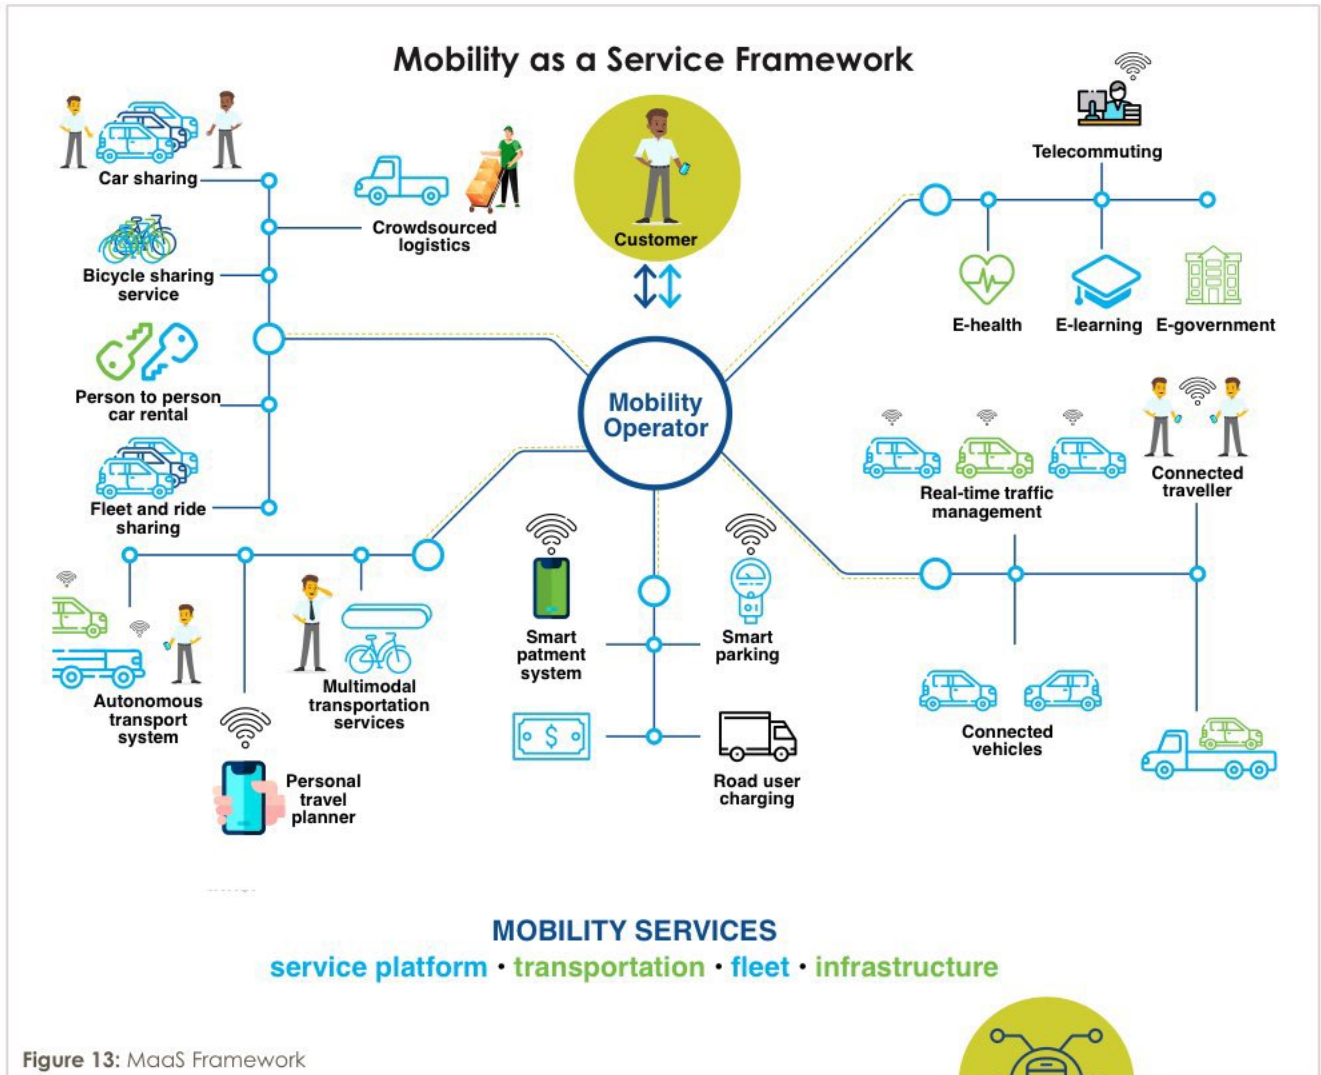 Mobility as a Service Framework
Car sharing
Crowdsourced
logistics
Bicycle sharing
service
Person to person
car rental
Fleet and ride
sharing
Customer
Mobility
Operator
Telecommuting
E-health
E-learning
E-government
Real-time traffic
management
Connected
traveller
Connected
vehicles
Autonomous
transport
system
Personal
travel
planner
Multimodal
transportation
services
Smart
patment
system
Smart
parking
$
Road user
charging
MOBILITY SERVICES
service platform • transportation • fleet • infrastructure
Figure 13: MaaS Framework